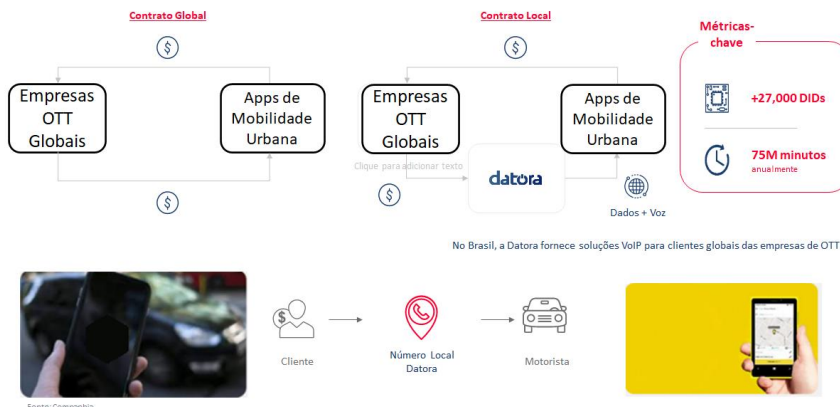 Contrato Global
Empresas
OTT
Globais
Apps de
Mobilidade
Urbana
Contrato Local
Empresas
OTT
Globais
Apps de
Mobilidade
Urbana
Clique para adicionar texto
datora
Dados + Voz
Métricas-
chave
+27,000 DIDs
75M minutos
anualmente
No Brasil, a Datora fornece soluções VoIP para clientes globais das empresas de OTT
Cliente
Número Local
Datora
Motorista